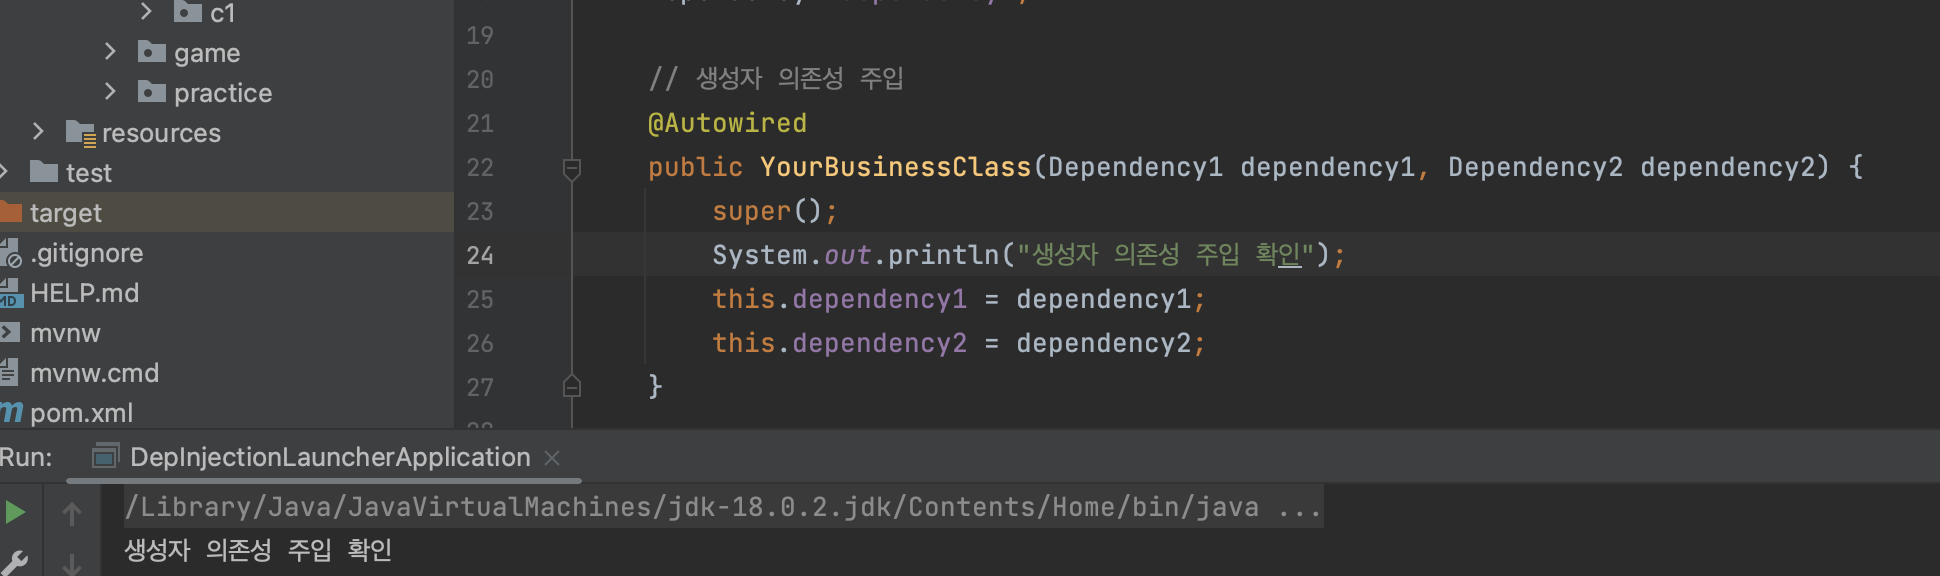 c1
game
practice
resources
test
target
.gitignore
HELP.md
mvnw
mvnw.cmd
pom.xml
19
20 // 생성자 의존성 주입
21 @Autowired
22 public YourBusinessClass(Dependency1 dependency1, Dependency2 dependency2) {
23 super();
24 System.out.println("생성자 의존성 주입 확인");
25 this.dependency1 = dependency1;
26 this.dependency2 = dependency2;
27 }
Run: DepInjectionLauncherApplication
/Library/Java/JavaVirtualMachines/jdk-18.0.2.jdk/Contents/Home/bin/java ...
생성자 의존성 주입 확인